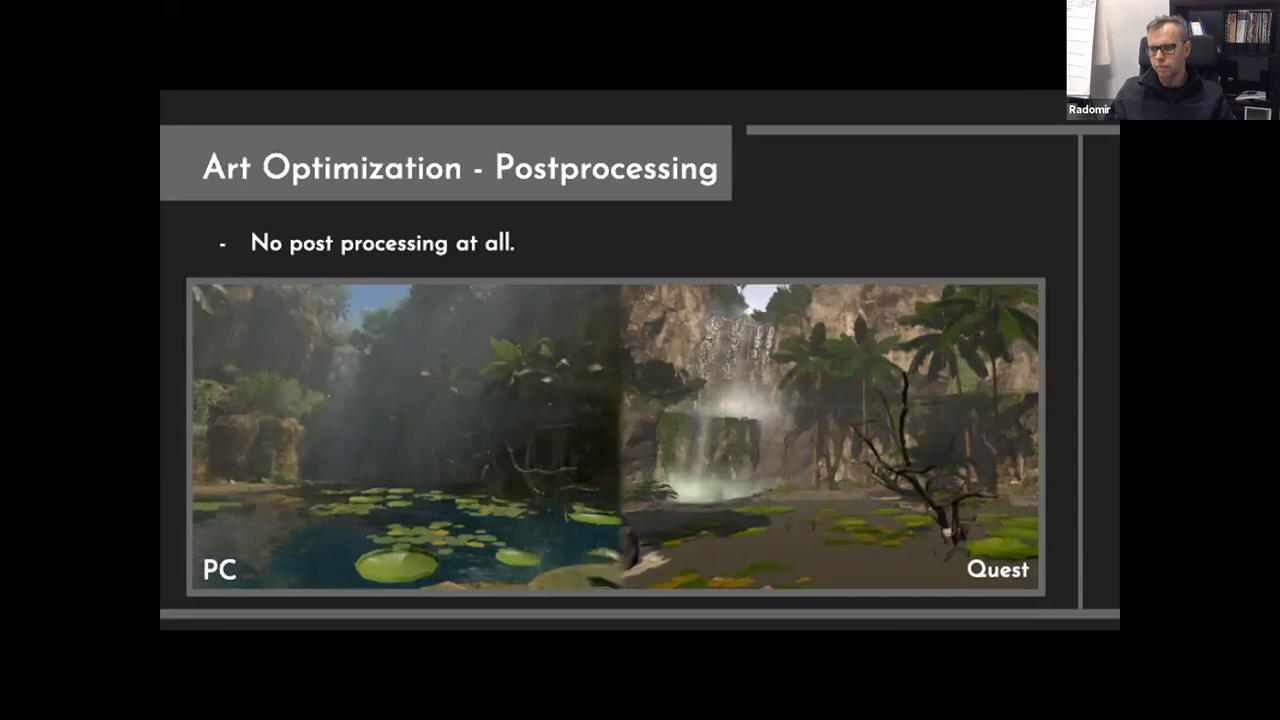 Radomir
Art Optimization - Postprocessing
- No post processing at all.
PC
Quest